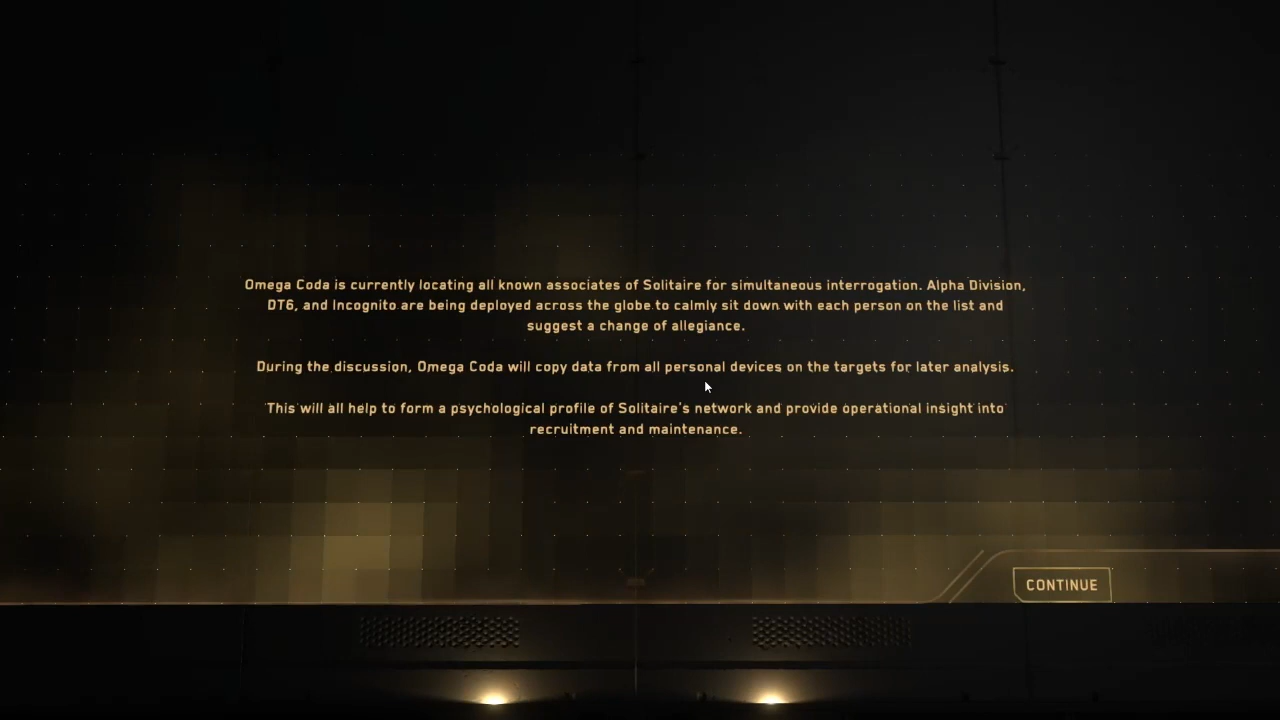 Omega Coda is currently locating all known associates of Solitaire for simultaneous interrogation. Alpha Division,
DT6, and Incognito are being deployed across the globe to calmly sit down with each person on the list and
suggest a change of allegiance.
During the discussion, Omega Coda will copy data from all personal devices on the targets for later analysis.
This will all help to form a psychological profile of Solitaire's network and provide operational insight into
recruitment and maintenance.
CONTINUE